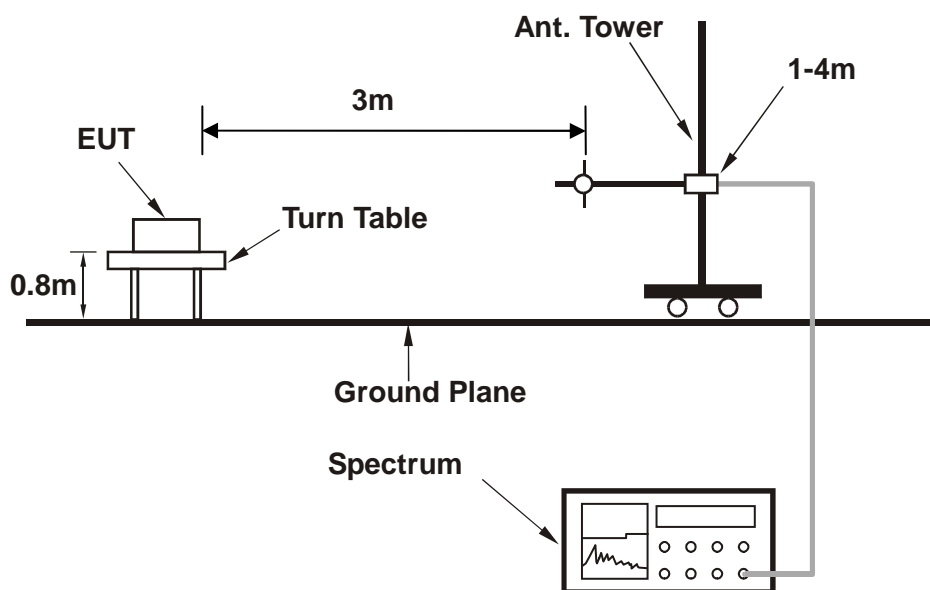 Ant. Tower
1-4m
3m
EUT
Turn Table
0.8m
Ground Plane
Spectrum